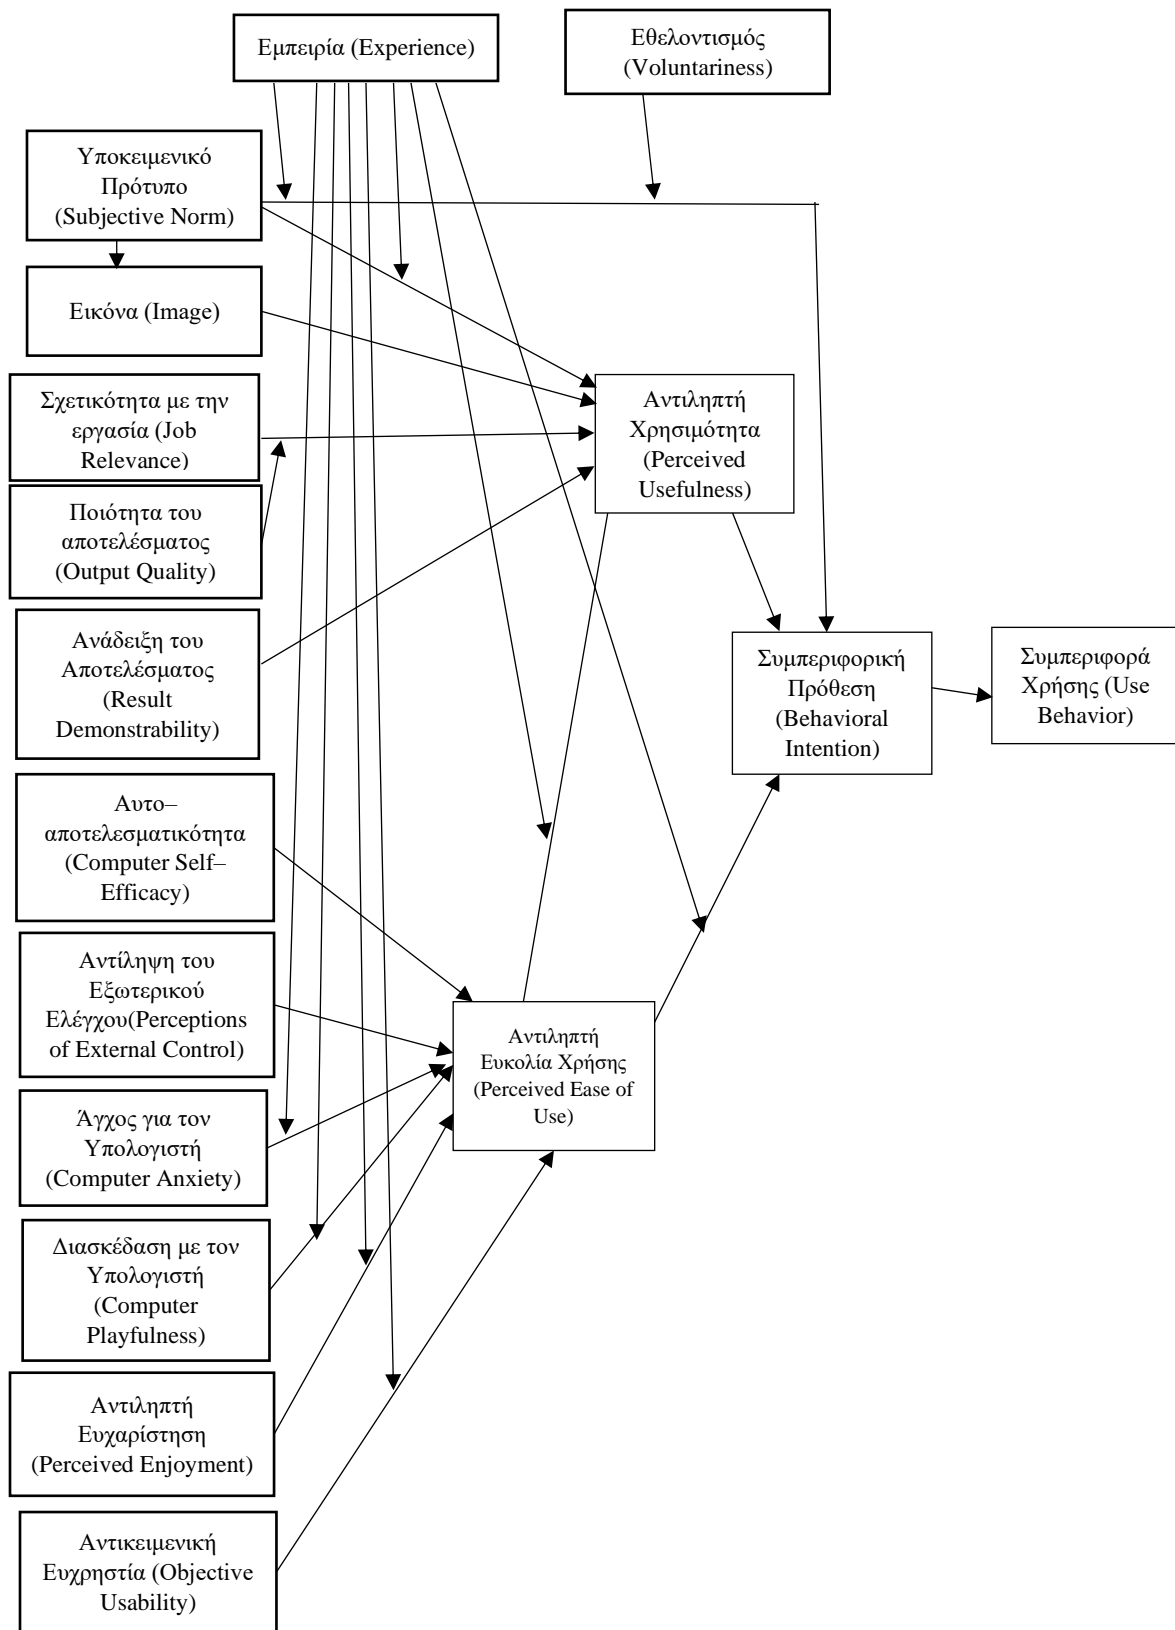 Εμπειρία (Experience)
Εθελοντισμός
(Voluntariness)
Υποκειμενικό
Πρότυπο
(Subjective Norm)
Εικόνα (Image)
Σχετικότητα με την
εργασία (Job
Relevance)
Αντιληπτή
Χρησιμότητα
(Perceived
Usefulness)
Ποιότητα του
αποτελέσματος
(Output Quality)
Ανάδειξη του
Αποτελέσματος
(Result
Demonstrability)
Συμπεριφορική
Πρόθεση
(Behavioral
Intention)
Συμπεριφορά
Χρήσης (Use
Behavior)
Αυτο–
αποτελεσματικότητα
(Computer Self–
Efficacy)
Αντίληψη του
Εξωτερικού
Ελέγχου(Perceptions
of External Control)
Αντιληπτή
Ευκολία Χρήσης
(Perceived Ease of
Use)
Άγχος για τον
Υπολογιστή
(Computer Anxiety)
Διασκέδαση με τον
Υπολογιστή
(Computer
Playfulness)
Αντιληπτή
Ευχαρίστηση
(Perceived Enjoyment)
Αντικειμενική
Ευχρηστία (Objective
Usability)